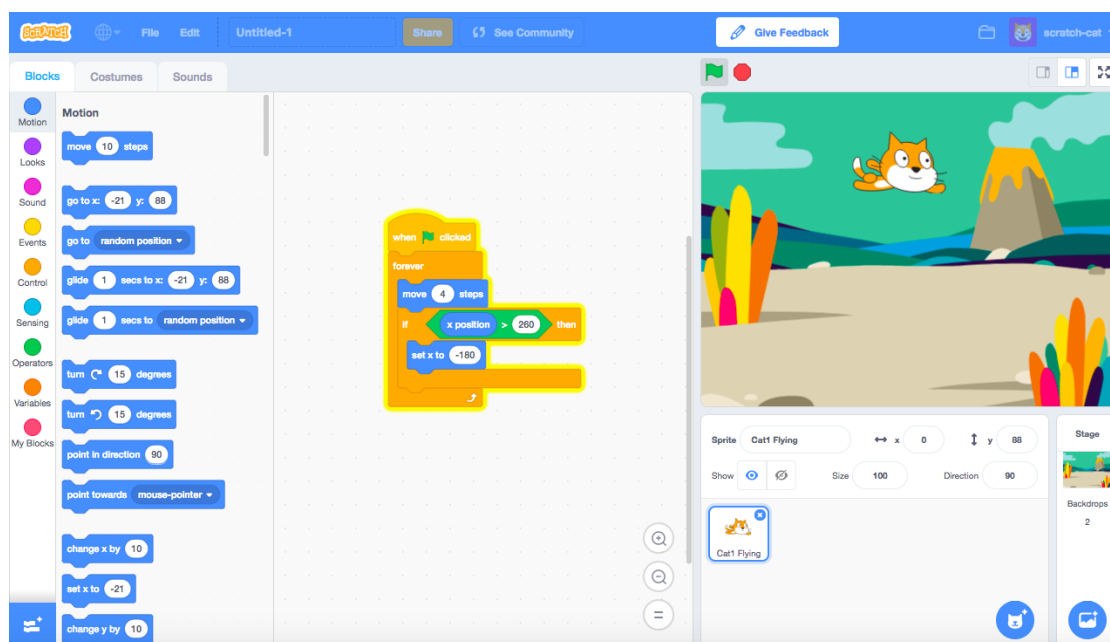 SCRATCH File Edit Untitled-1 Share See Community Give Feedback scratch-cat
Blocks Costumes Sounds
Motion
Looks
Sound
Events
Control
Sensing
Operators
Variables
My Blocks
Motion
move 10 steps
go to x: -21 y: 88
go to random position
glide 1 secs to x: -21 y: 88
glide 1 secs to random position
turn 15 degrees
turn 15 degrees
point in direction 90
point towards mouse-pointer
change x by 10
set x to -21
change y by 10
when clicked
forever
move 4 steps
if x position > 260 then
set x to -180
Sprite Cat1 Flying x 0 y 88
Show Size 100 Direction 90
Cat1 Flying
Stage
Backdrops
2